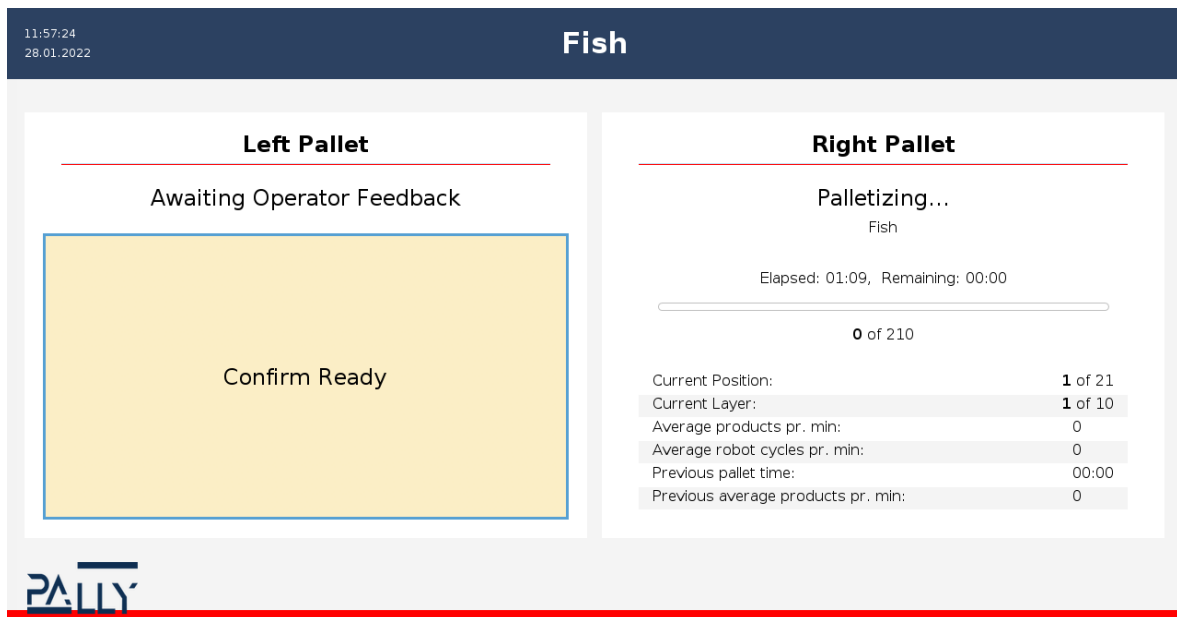 11:57:24
28.01.2022
Fish
Left Pallet
Awaiting Operator Feedback
Confirm Ready
Right Pallet
Palletizing...
Fish
Elapsed: 01:09, Remaining: 00:00
0 of 210
Current Position: 1 of 21
Current Layer: 1 of 10
Average products pr. min: 0
Average robot cycles pr. min: 0
Previous pallet time: 00:00
Previous average products pr. min: 0
PALLY